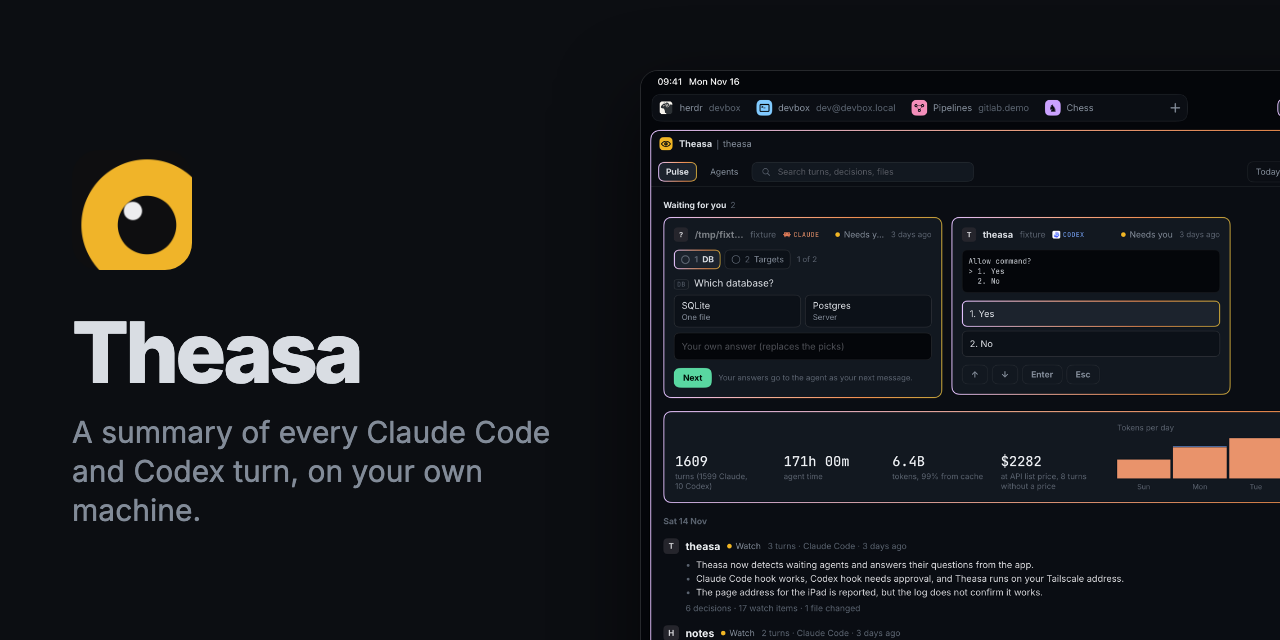 Theasa
A summary of every Claude Code
and Codex turn, on your own
machine.
09:41 Mon Nov 16
herdr devbox
devbox dev@devbox.local
Pipelines gitlab.demo
Chess
Theasa | theasa
Pulse
Agents
Search turns, decisions, files
Today
Waiting for you 2
? /tmp/fixt... fixture CLAUDE Needs y... 3 days ago
1 DB
2 Targets
1 of 2
DB Which database?
SQLite
One file
Postgres
Server
Your own answer (replaces the picks)
Next
Your answers go to the agent as your next message.
T theasa fixture CODEX Needs you 3 days ago
Allow command?
> 1. Yes
2. No
1. Yes
2. No
↑ ↓ Enter Esc
1609
turns (1599 Claude,
10 Codex)
171h 00m
agent time
6.4B
tokens, 99% from cache
$2282
at API list price, 8 turns
without a price
Tokens per day
Sun Mon Tue
Sat 14 Nov
T theasa Watch 3 turns · Claude Code · 3 days ago
• Theasa now detects waiting agents and answers their questions from the app.
• Claude Code hook works, Codex hook needs approval, and Theasa runs on your Tailscale address.
• The page address for the iPad is reported, but the log does not confirm it works.
6 decisions · 17 watch items · 1 file changed
H notes Watch 2 turns · Claude Code · 3 days ago